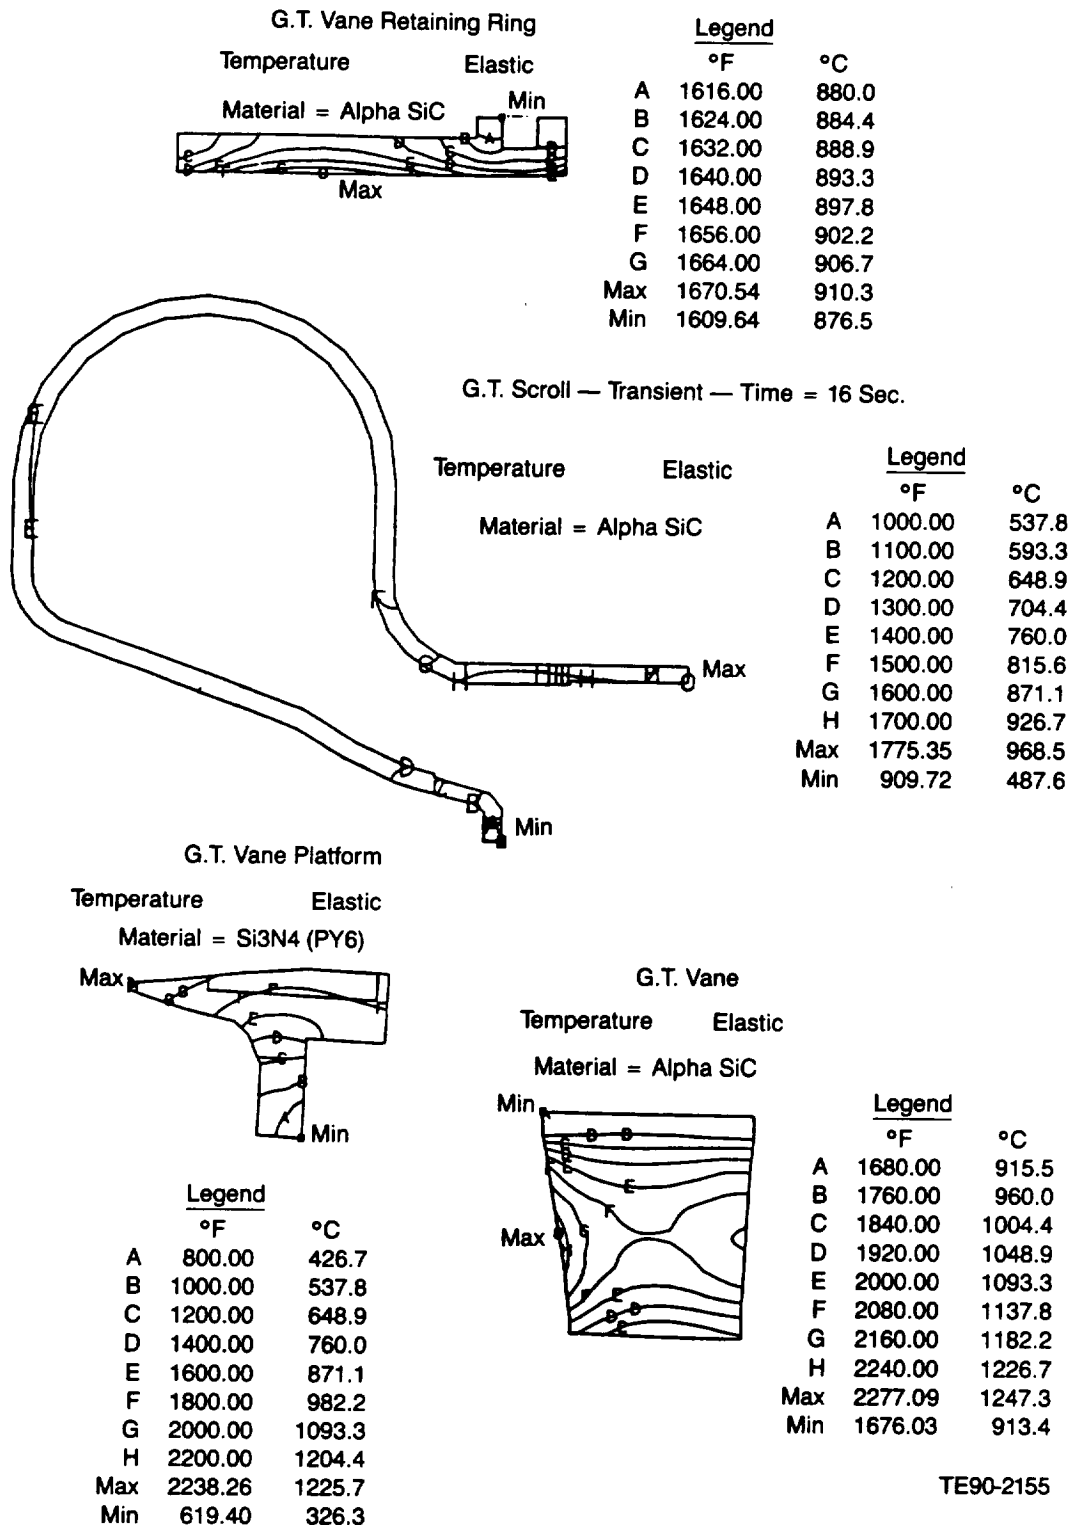 G.T. Vane Retaining Ring
Temperature Elastic
Material = Alpha SiC
Min
Max
Legend
°F °C
A 1616.00 880.0
B 1624.00 884.4
C 1632.00 888.9
D 1640.00 893.3
E 1648.00 897.8
F 1656.00 902.2
G 1664.00 906.7
Max 1670.54 910.3
Min 1609.64 876.5
G.T. Scroll — Transient — Time = 16 Sec.
Temperature Elastic
Material = Alpha SiC
Max
Min
Legend
°F °C
A 1000.00 537.8
B 1100.00 593.3
C 1200.00 648.9
D 1300.00 704.4
E 1400.00 760.0
F 1500.00 815.6
G 1600.00 871.1
H 1700.00 926.7
Max 1775.35 968.5
Min 909.72 487.6
G.T. Vane Platform
Temperature Elastic
Material = Si3N4 (PY6)
Max
Min
Legend
°F °C
A 800.00 426.7
B 1000.00 537.8
C 1200.00 648.9
D 1400.00 760.0
E 1600.00 871.1
F 1800.00 982.2
G 2000.00 1093.3
H 2200.00 1204.4
Max 2238.26 1225.7
Min 619.40 326.3
G.T. Vane
Temperature Elastic
Material = Alpha SiC
Min
Max
Legend
°F °C
A 1680.00 915.5
B 1760.00 960.0
C 1840.00 1004.4
D 1920.00 1048.9
E 2000.00 1093.3
F 2080.00 1137.8
G 2160.00 1182.2
H 2240.00 1226.7
Max 2277.09 1247.3
Min 1676.03 913.4
TE90-2155